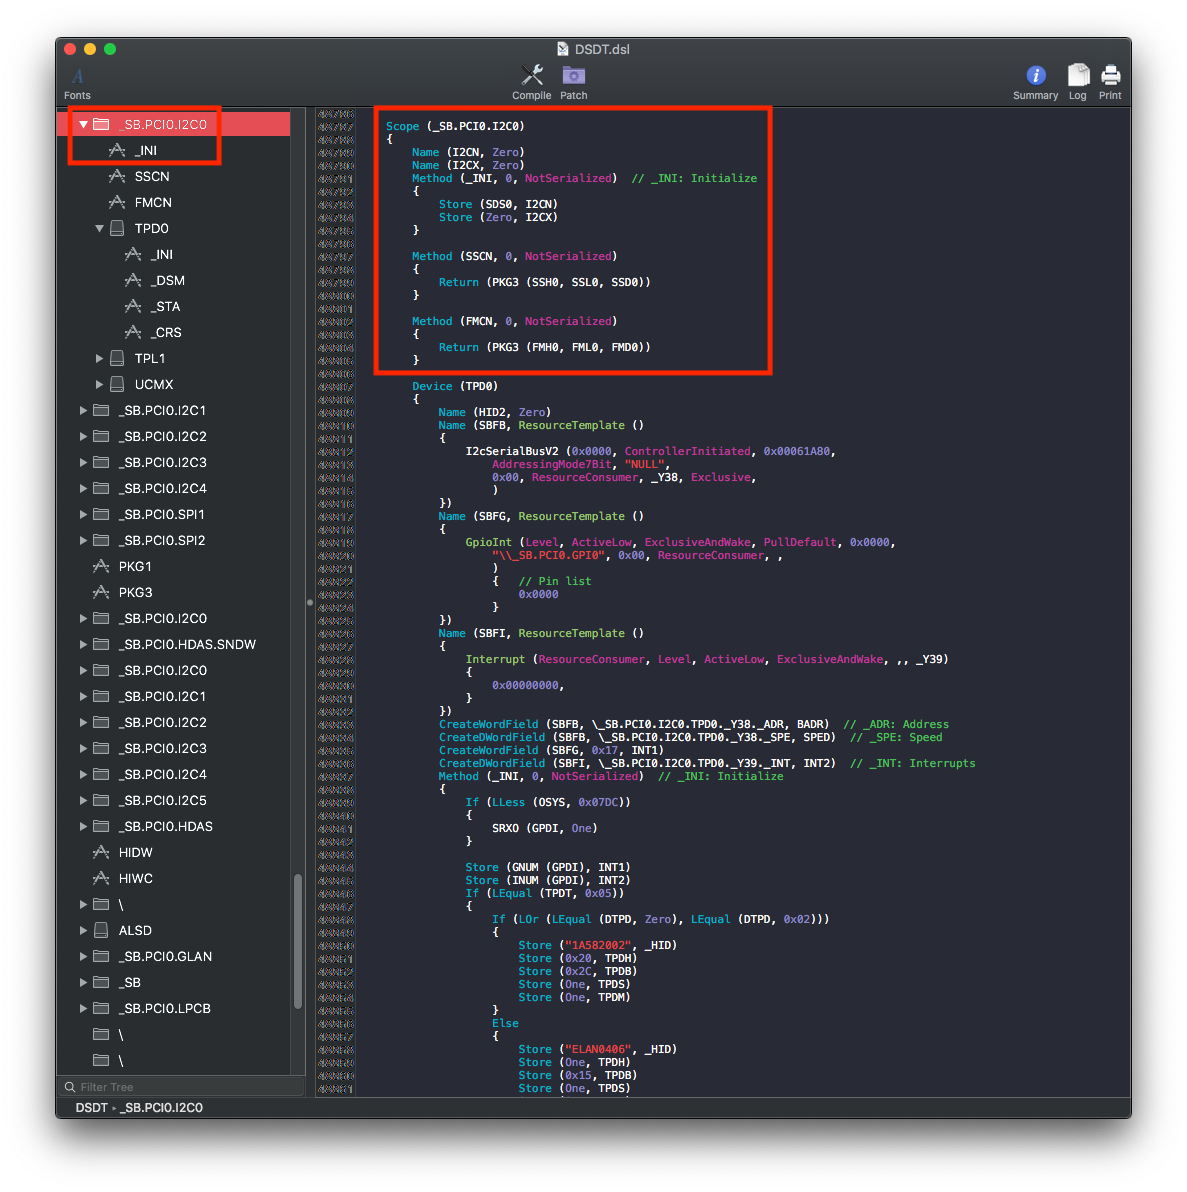 DSDT.dsl
Fonts
Compile
Patch
Summary
Log
Print
_SB.PCI0.I2C0
_INI
SSCN
FMCN
TPD0
_INI
_DSM
_STA
_CRS
TPL1
UCMX
_SB.PCI0.I2C1
_SB.PCI0.I2C2
_SB.PCI0.I2C3
_SB.PCI0.I2C4
_SB.PCI0.SPI1
_SB.PCI0.SPI2
PKG1
PKG3
_SB.PCI0.I2C0
_SB.PCI0.HDAS.SNDW
_SB.PCI0.I2C0
_SB.PCI0.I2C1
_SB.PCI0.I2C2
_SB.PCI0.I2C3
_SB.PCI0.I2C4
_SB.PCI0.I2C5
_SB.PCI0.HDAS
HIDW
HIWC
\
ALSD
_SB.PCI0.GLAN
_SB
_SB.PCI0.LPCB
\
\
Filter Tree
DSDT ▸ _SB.PCI0.I2C0
Scope (_SB.PCI0.I2C0)
{
Name (I2CN, Zero)
Name (I2CX, Zero)
Method (_INI, 0, NotSerialized)  // _INI: Initialize
{
Store (SDS0, I2CN)
Store (Zero, I2CX)
}
Method (SSCN, 0, NotSerialized)
{
Return (PKG3 (SSH0, SSL0, SSD0))
}
Method (FMCN, 0, NotSerialized)
{
Return (PKG3 (FMH0, FML0, FMD0))
}
Device (TPD0)
{
Name (HID2, Zero)
Name (SBFB, ResourceTemplate ()
{
I2cSerialBusV2 (0x0000, ControllerInitiated, 0x00061A80,
AddressingMode7Bit, "NULL",
0x00, ResourceConsumer, _Y38, Exclusive,
)
})
Name (SBFG, ResourceTemplate ()
{
GpioInt (Level, ActiveLow, ExclusiveAndWake, PullDefault, 0x0000,
"\\_SB.PCI0.GPI0", 0x00, ResourceConsumer, ,
)
{   // Pin list
0x0000
}
})
Name (SBFI, ResourceTemplate ()
{
Interrupt (ResourceConsumer, Level, ActiveLow, ExclusiveAndWake, ,, _Y39)
{
0x00000000,
}
})
CreateWordField (SBFB, \_SB.PCI0.I2C0.TPD0._Y38._ADR, BADR)  // _ADR: Address
CreateDWordField (SBFB, \_SB.PCI0.I2C0.TPD0._Y38._SPE, SPED)  // _SPE: Speed
CreateWordField (SBFG, 0x17, INT1)
CreateDWordField (SBFI, \_SB.PCI0.I2C0.TPD0._Y39._INT, INT2)  // _INT: Interrupts
Method (_INI, 0, NotSerialized)  // _INI: Initialize
{
If (LLess (OSYS, 0x07DC))
{
SRXO (GPDI, One)
}
Store (GNUM (GPDI), INT1)
Store (INUM (GPDI), INT2)
If (LEqual (TPDT, 0x05))
{
If (LOr (LEqual (DTPD, Zero), LEqual (DTPD, 0x02)))
{
Store ("1A582002", _HID)
Store (0x20, TPDH)
Store (0x2C, TPDB)
Store (One, TPDS)
Store (One, TPDM)
}
Else
{
Store ("ELAN0406", _HID)
Store (One, TPDH)
Store (0x15, TPDB)
Store (One, TPDS)